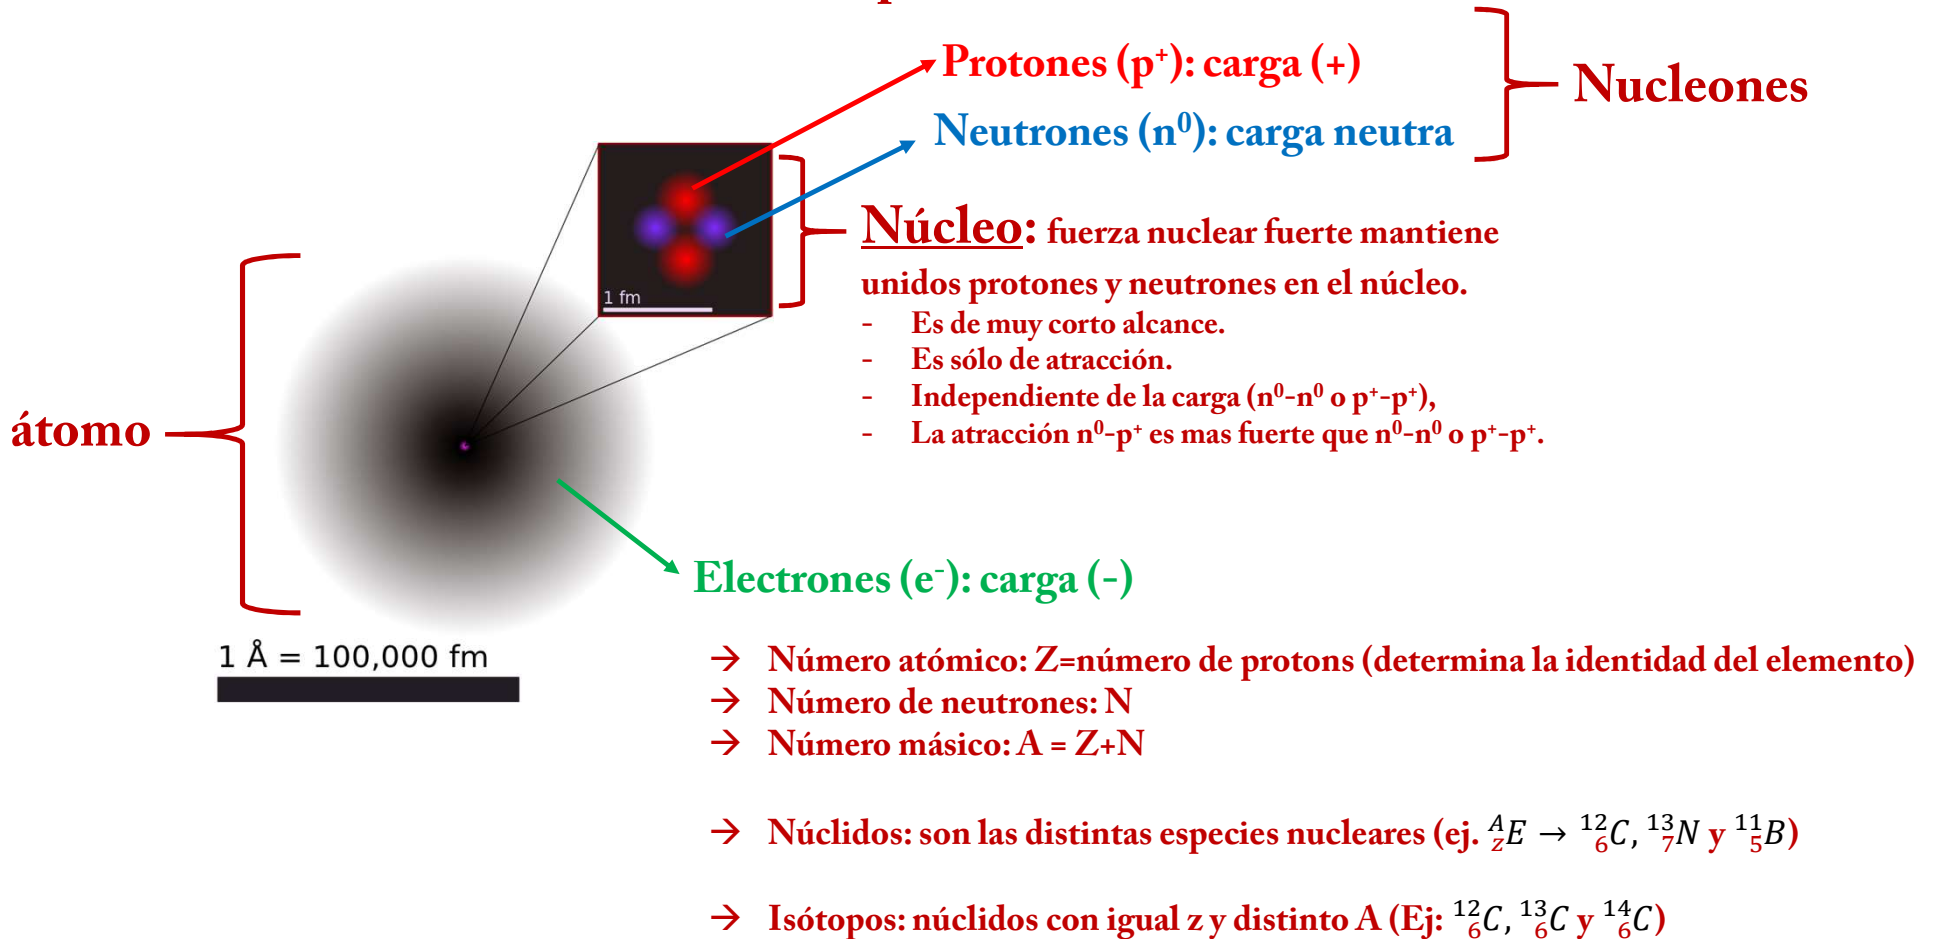 Protones (p⁺): carga (+)
Nucleones
Neutrones (n⁰): carga neutra
Núcleo: fuerza nuclear fuerte mantiene
unidos protones y neutrones en el núcleo.
1 fm
- Es de muy corto alcance.
- Es sólo de atracción.
- Independiente de la carga (n⁰-n⁰ o p⁺-p⁺),
- La atracción n⁰-p⁺ es mas fuerte que n⁰-n⁰ o p⁺-p⁺.
átomo
Electrones (e⁻): carga (-)
1 Å = 100,000 fm
→ Número atómico: Z=número de protons (determina la identidad del elemento)
→ Número de neutrones: N
→ Número másico: A = Z+N
→ Núclidos: son las distintas especies nucleares (ej. ᴬ_zE → ¹²₆C, ¹³₇N y ¹¹₅B)
→ Isótopos: núclidos con igual z y distinto A (Ej: ¹²₆C, ¹³₆C y ¹⁴₆C)